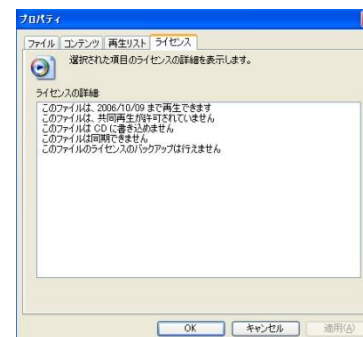 プロパティ
ファイル コンテンツ 再生リスト ライセンス
選択された項目のライセンスの詳細を表示します。
ライセンスの詳細
このファイルは、2006/10/09 まで再生できます
このファイルは、共同再生が許可されていません
このファイルは CD に書き込めません
このファイルは同期できません
このファイルのライセンスのバックアップは行えません
OK キャンセル 適用(A)